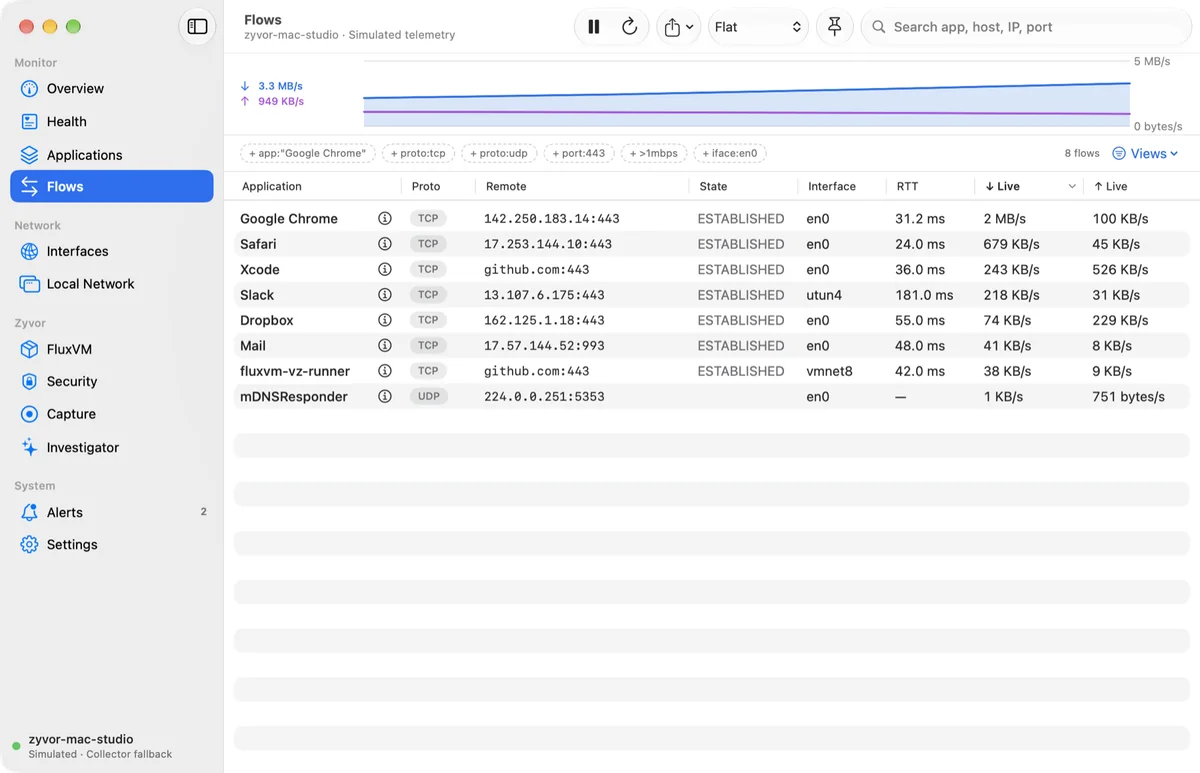 Flows
zyvor-mac-studio · Simulated telemetry
Flat
Search app, host, IP, port
Monitor
Overview
Health
Applications
Flows
Network
Interfaces
Local Network
Zyvor
FluxVM
Security
Capture
Investigator
System
Alerts 2
Settings
zyvor-mac-studio
Simulated · Collector fallback
↓ 3.3 MB/s
↑ 949 KB/s
5 MB/s
0 bytes/s
+ app:"Google Chrome" + proto:tcp + proto:udp + port:443 + >1mbps + iface:en0 8 flows Views
Application Proto Remote State Interface RTT ↓ Live ↑ Live
Google Chrome TCP 142.250.183.14:443 ESTABLISHED en0 31.2 ms 2 MB/s 100 KB/s
Safari TCP 17.253.144.10:443 ESTABLISHED en0 24.0 ms 679 KB/s 45 KB/s
Xcode TCP github.com:443 ESTABLISHED en0 36.0 ms 243 KB/s 526 KB/s
Slack TCP 13.107.6.175:443 ESTABLISHED utun4 181.0 ms 218 KB/s 31 KB/s
Dropbox TCP 162.125.1.18:443 ESTABLISHED en0 55.0 ms 74 KB/s 229 KB/s
Mail TCP 17.57.144.52:993 ESTABLISHED en0 48.0 ms 41 KB/s 8 KB/s
fluxvm-vz-runner TCP github.com:443 ESTABLISHED vmnet8 42.0 ms 38 KB/s 9 KB/s
mDNSResponder UDP 224.0.0.251:5353 en0 — 1 KB/s 751 bytes/s